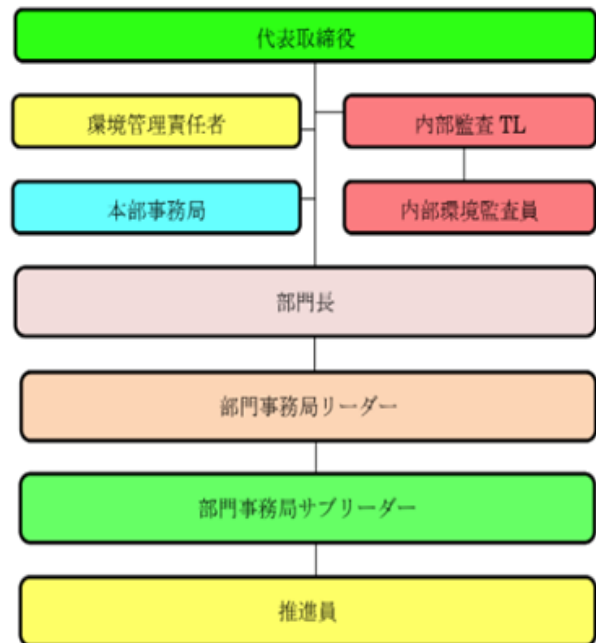 代表取締役
環境管理責任者
内部監査 TL
本部事務局
内部環境監査員
部門長
部門事務局リーダー
部門事務局サブリーダー
推進員